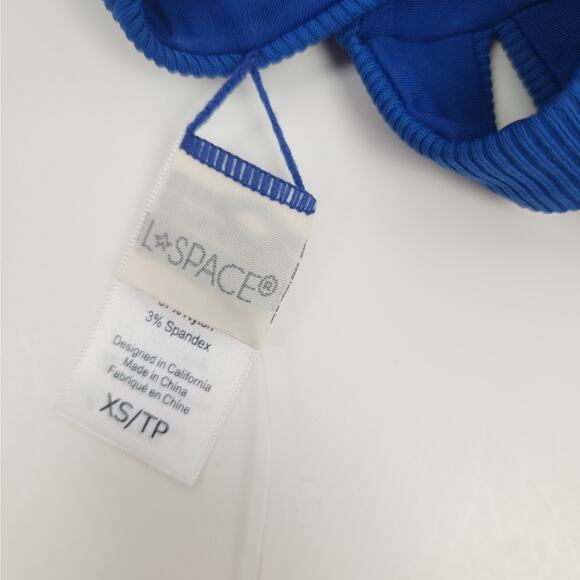 L☆SPACE®
3% Spandex
Designed in California
Made in China
Fabriqué en Chine
XS/TP